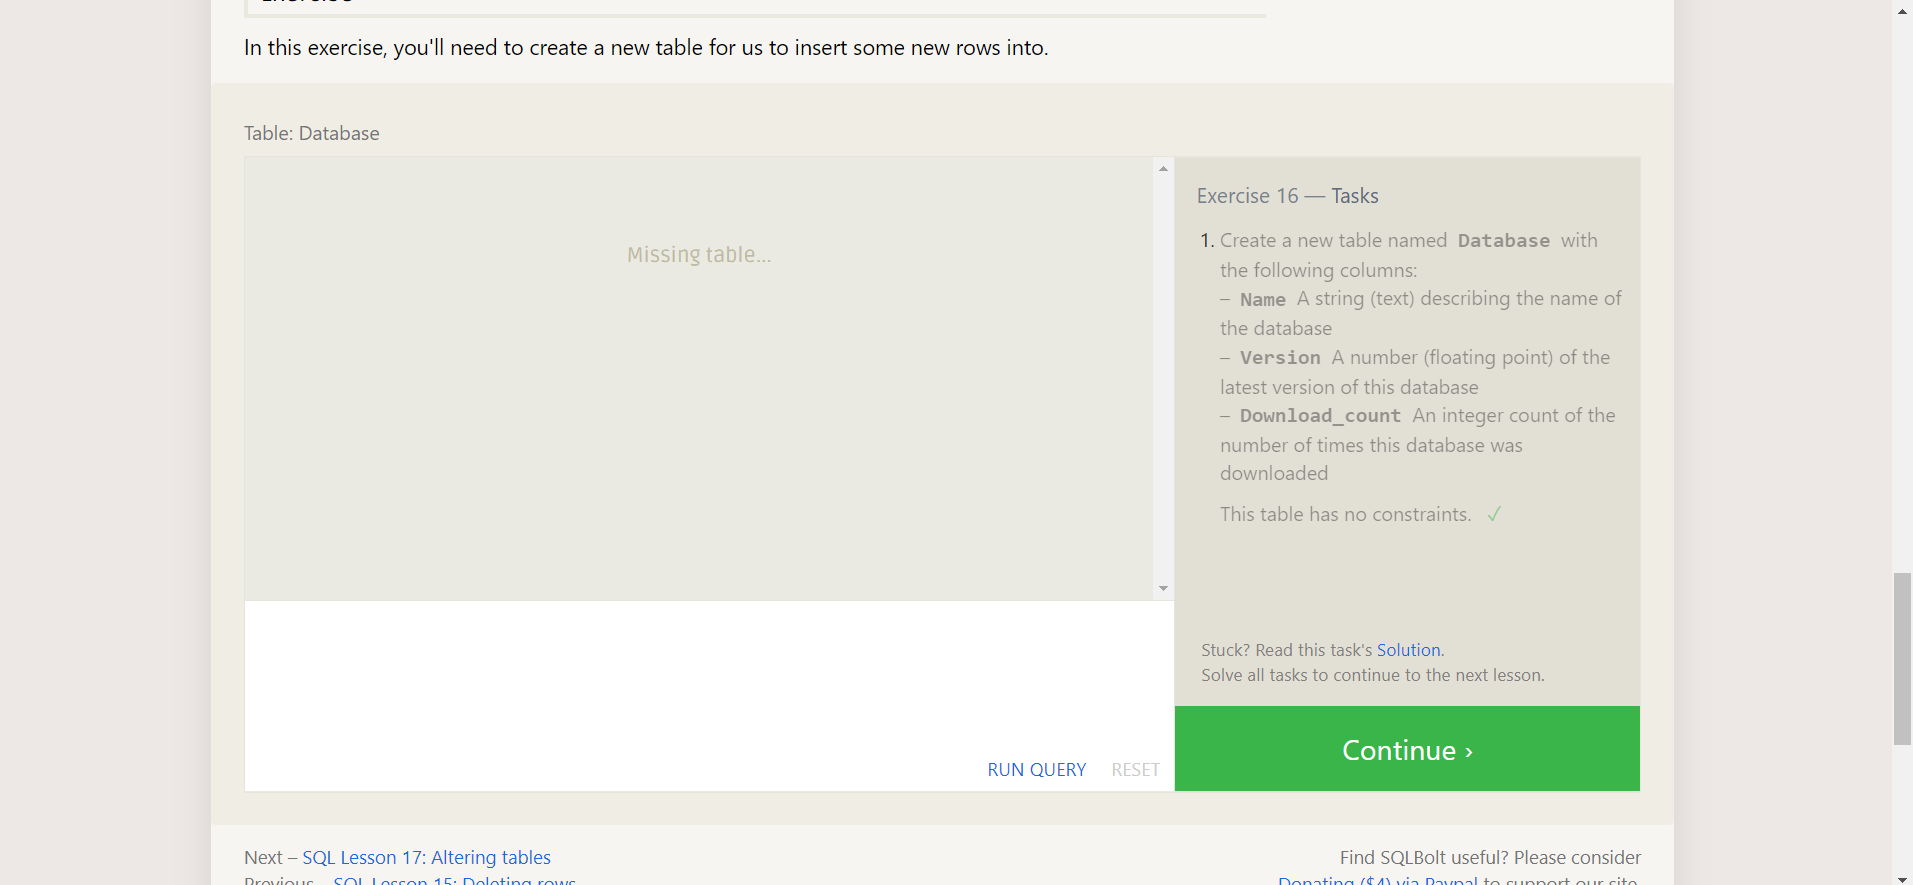 Exercise
In this exercise, you'll need to create a new table for us to insert some new rows into.
Table: Database
Missing table…
RUN QUERY RESET
Exercise 16 — Tasks
1. Create a new table named Database with
the following columns:
– Name A string (text) describing the name of
the database
– Version A number (floating point) of the
latest version of this database
– Download_count An integer count of the
number of times this database was
downloaded
This table has no constraints. ✓
Stuck? Read this task's Solution.
Solve all tasks to continue to the next lesson.
Continue ›
Next – SQL Lesson 17: Altering tables
Previous – SQL Lesson 15: Deleting rows
Find SQLBolt useful? Please consider
Donating ($4) via Paypal to support our site.